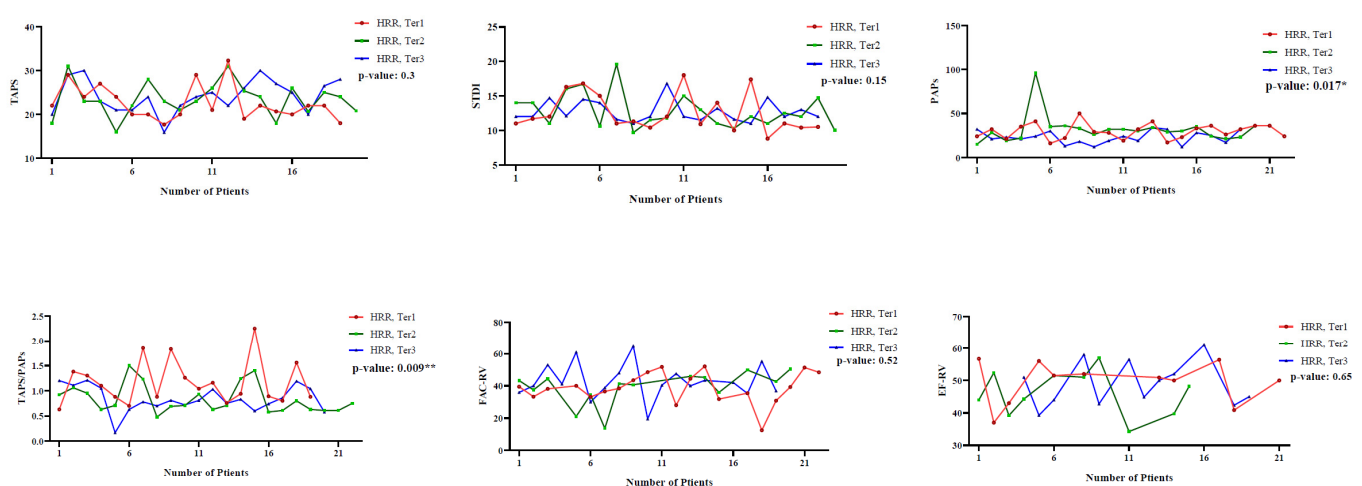 TAPS
40
30
20
10
1
6
11
16
Number of Ptients
HRR, Ter1
HRR, Ter2
HRR, Ter3
p-value: 0.3
STDI
25
20
15
10
5
1
6
11
16
Number of Ptients
HRR, Ter1
HRR, Ter2
HRR, Ter3
p-value: 0.15
PAPs
150
100
50
0
1
6
11
16
21
Number of Ptients
HRR, Ter1
HRR, Ter2
HRR, Ter3
p-value: 0.017*
TAPS/PAPs
2.5
2.0
1.5
1.0
0.5
0.0
1
6
11
16
21
Number of Ptients
HRR, Ter1
HRR, Ter2
HRR, Ter3
p-value: 0.009**
FAC-RV
80
60
40
20
0
1
6
11
16
21
Number of Ptients
HRR, Ter1
HRR, Ter2
HRR, Ter3
p-value: 0.52
EF-RV
70
60
50
40
30
1
6
11
16
21
Number of Ptients
HRR, Ter1
HRR, Ter2
HRR, Ter3
p-value: 0.65